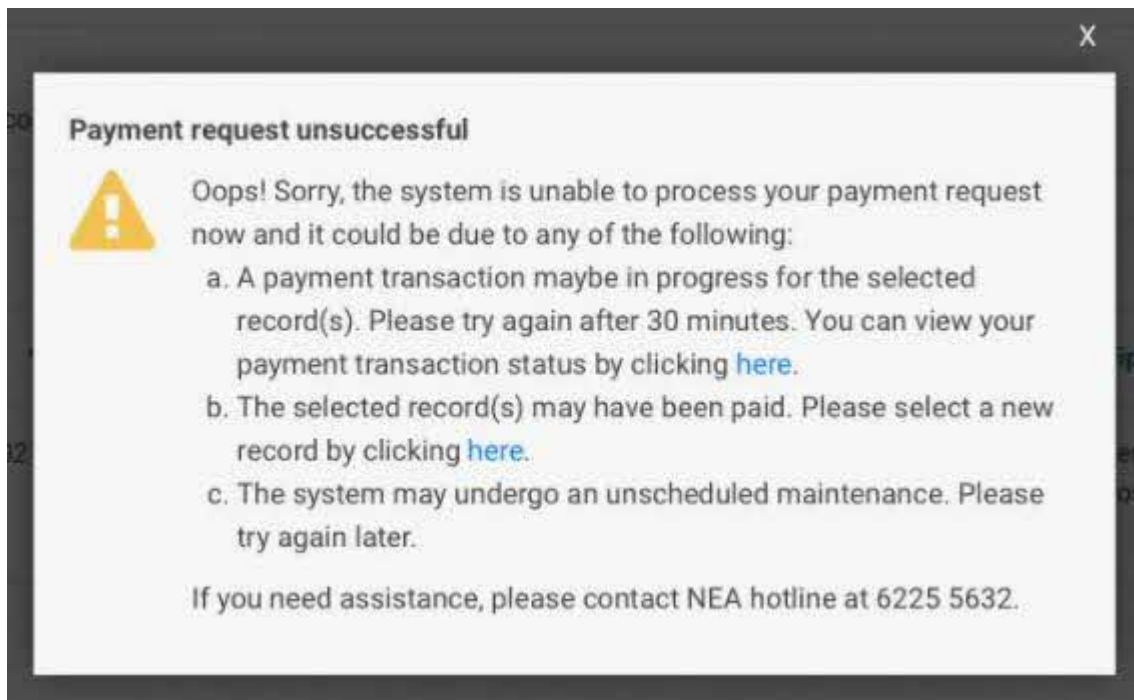 X
Payment request unsuccessful
Oops! Sorry, the system is unable to process your payment request
now and it could be due to any of the following:
a. A payment transaction maybe in progress for the selected
record(s). Please try again after 30 minutes. You can view your
payment transaction status by clicking here.
b. The selected record(s) may have been paid. Please select a new
record by clicking here.
c. The system may undergo an unscheduled maintenance. Please
try again later.
If you need assistance, please contact NEA hotline at 6225 5632.